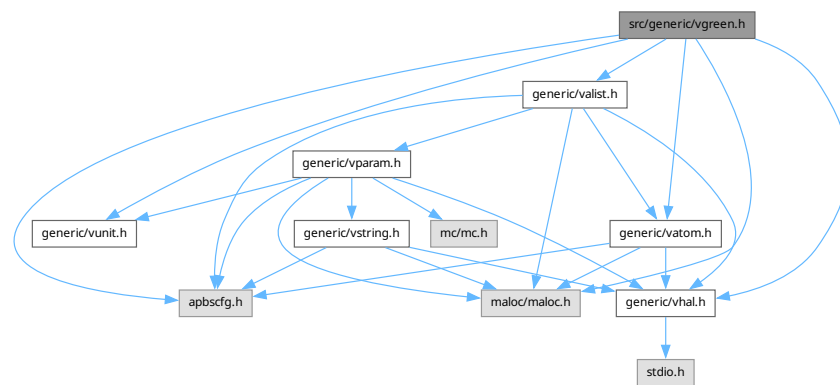 src/generic/vgreen.h
generic/valist.h
generic/vparam.h
generic/vunit.h
generic/vstring.h
mc/mc.h
generic/vatom.h
apbscfg.h
maloc/maloc.h
generic/vhal.h
stdio.h